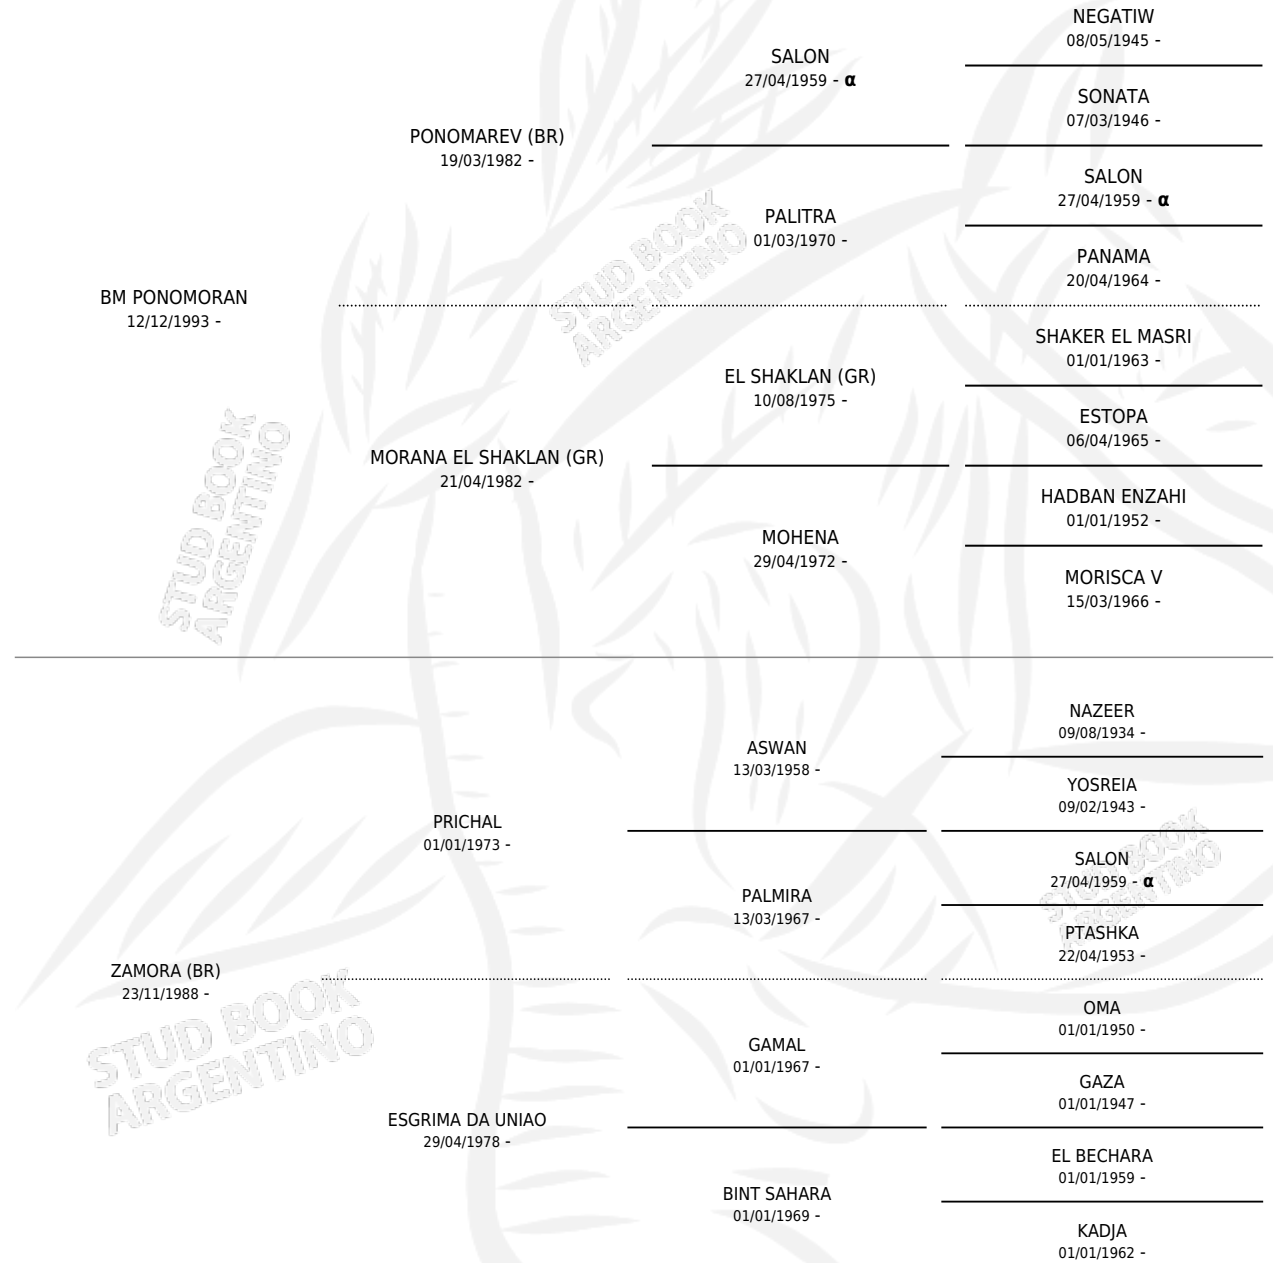 NEGATIW
08/05/1945 -
SALON
27/04/1959 - α
SONATA
07/03/1946 -
PONOMAREV (BR)
19/03/1982 -
SALON
27/04/1959 - α
PALITRA
01/03/1970 -
PANAMA
20/04/1964 -
BM PONOMORAN
12/12/1993 -
SHAKER EL MASRI
01/01/1963 -
EL SHAKLAN (GR)
10/08/1975 -
ESTOPA
06/04/1965 -
MORANA EL SHAKLAN (GR)
21/04/1982 -
HADBAN ENZAHI
01/01/1952 -
MOHENA
29/04/1972 -
MORISCA V
15/03/1966 -
NAZEER
09/08/1934 -
ASWAN
13/03/1958 -
YOSREIA
09/02/1943 -
PRICHAL
01/01/1973 -
SALON
27/04/1959 - α
PALMIRA
13/03/1967 -
PTASHKA
22/04/1953 -
ZAMORA (BR)
23/11/1988 -
OMA
01/01/1950 -
GAMAL
01/01/1967 -
GAZA
01/01/1947 -
ESGRIMA DA UNIAO
29/04/1978 -
EL BECHARA
01/01/1959 -
BINT SAHARA
01/01/1969 -
KADJA
01/01/1962 -
STUD BOOK
ARGENTINO
STUD BOOK
ARGENTINO
STUD BOOK
ARGENTINO
STUD BOOK
ARGENTINO